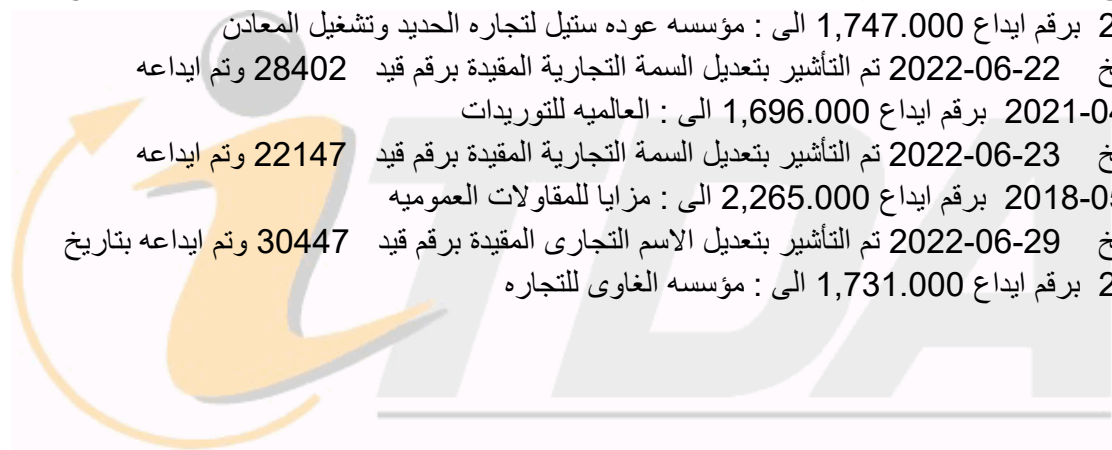 2 برقم ايداع 1,747.000 الى : مؤسسه عوده ستيل لتجاره الحديد وتشغيل المعادن
خ 2022-06-22 تم التأشير بتعديل السمة التجارية المقيدة برقم قيد 28402 وتم ايداعه
2021-04 برقم ايداع 1,696.000 الى : العالميه للتوريدات
خ 2022-06-23 تم التأشير بتعديل السمة التجارية المقيدة برقم قيد 22147 وتم ايداعه
2018-05 برقم ايداع 2,265.000 الى : مزايا للمقاولات العموميه
خ 2022-06-29 تم التأشير بتعديل الاسم التجارى المقيدة برقم قيد 30447 وتم ايداعه بتاريخ
2 برقم ايداع 1,731.000 الى : مؤسسه الغاوى للتجاره
iTDA